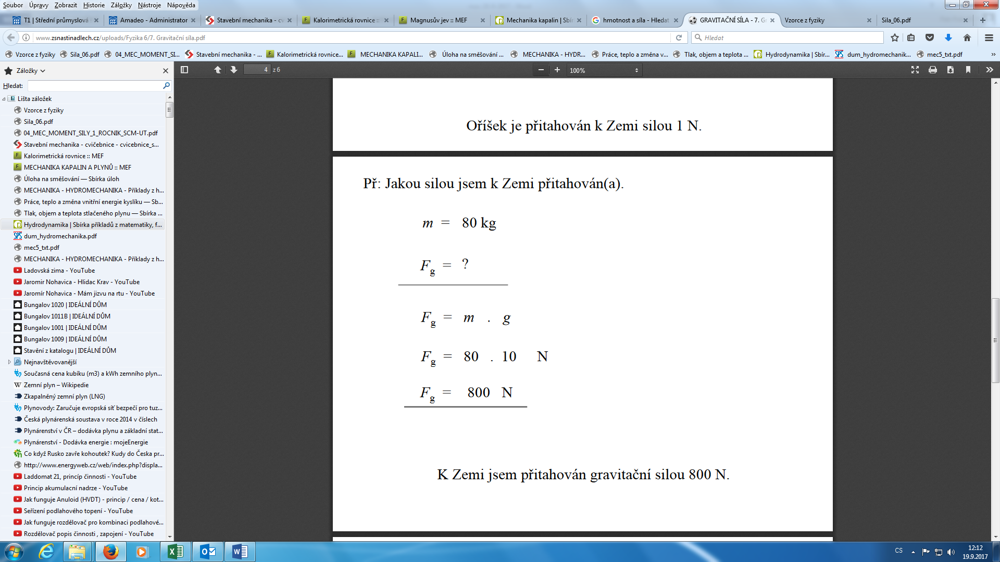 Soubor Úpravy Zobrazit Historie Záložky Nástroje Nápověda
T1 | Střední průmyslová
Amadeo - Administrator
Stavební mechanika - cv
Kalorimetrická rovnice ::
Magnusův jev :: MEF
Mechanika kapalin | Sbír
hmotnost a síla - Hledat
GRAVITAČNÍ SÍLA - 7. Gr
Vzorce z fyziky
Sila_06.pdf
www.zsnastinadlech.cz/uploads/Fyzika 6/7. Gravitační síla.pdf
Hledat
Vzorce z fyziky
Sila_06.pdf
04_MEC_MOMENT_SI...
Stavební mechanika - ...
Kalorimetrická rovnice...
MECHANIKA KAPALI...
Úloha na směšování ...
MECHANIKA - HYDR...
Práce, teplo a změna v...
Tlak, objem a teplota ...
Hydrodynamika | Sbír...
dum_hydromechanik...
mec5_txt.pdf
Záložky
Hledat:
Lišta záložek
Vzorce z fyziky
Sila_06.pdf
04_MEC_MOMENT_SILY_1_ROCNIK_SCM-UT.pdf
Stavební mechanika - cvičebnice - cvicebnice_s...
Kalorimetrická rovnice :: MEF
MECHANIKA KAPALIN A PLYNŮ :: MEF
Úloha na směšování — Sbírka úloh
MECHANIKA - HYDROMECHANIKA - Příklady z h...
Práce, teplo a změna vnitřní energie kyslíku — Sb...
Tlak, objem a teplota stlačeného plynu — Sbírka ...
Hydrodynamika | Sbírka příkladů z matematiky, f...
dum_hydromechanika.pdf
mec5_txt.pdf
MECHANIKA - HYDROMECHANIKA - Příklady z h...
Ladovská zima - YouTube
Jaromir Nohavica - Hlidac Krav - YouTube
Jaromír Nohavica - Mám jizvu na rtu - YouTube
Bungalov 1020 | IDEÁLNÍ DŮM
Bungalov 1011B | IDEÁLNÍ DŮM
Bungalov 1001 | IDEÁLNÍ DŮM
Bungalov 1009 | IDEÁLNÍ DŮM
Stavění z katalogu | IDEÁLNÍ DŮM
Nejnavštěvovanější
Současná cena kubíku (m3) a kWh zemního plyn...
Zemní plyn – Wikipedie
Zkapalněný zemní plyn (LNG)
Plynovody: Zaručuje evropská síť bezpečí pro tuz...
Česká plynárenská soustava v roce 2014 v číslech
Plynárenství v ČR – dodávka plynu a základní stat...
Plynárenství - Dodávka energie : mojeEnergie
Co když Rusko zavře kohoutek? Kudy do Česka pr...
http://www.energyweb.cz/web/index.php?displa...
Laddomat 21, princíp činnosti - YouTube
Princip akumulacní nadrze - YouTube
Jak funguje Anuloid (HVDT) - princip / cena / kot...
Seřízení podlahového topení - YouTube
Jak funguje rozdělovač pro kombinaci podlahové...
Rozdělovač popis činnosti , zapojení - YouTube
4 z 6
100%
Oříšek je přitahován k Zemi silou 1 N.
Př: Jakou silou jsem k Zemi přitahován(a).
m = 80 kg
Fg = ?
Fg = m . g
Fg = 80 . 10 N
Fg = 800 N
K Zemi jsem přitahován gravitační silou 800 N.
CS
12:12
19.9.2017